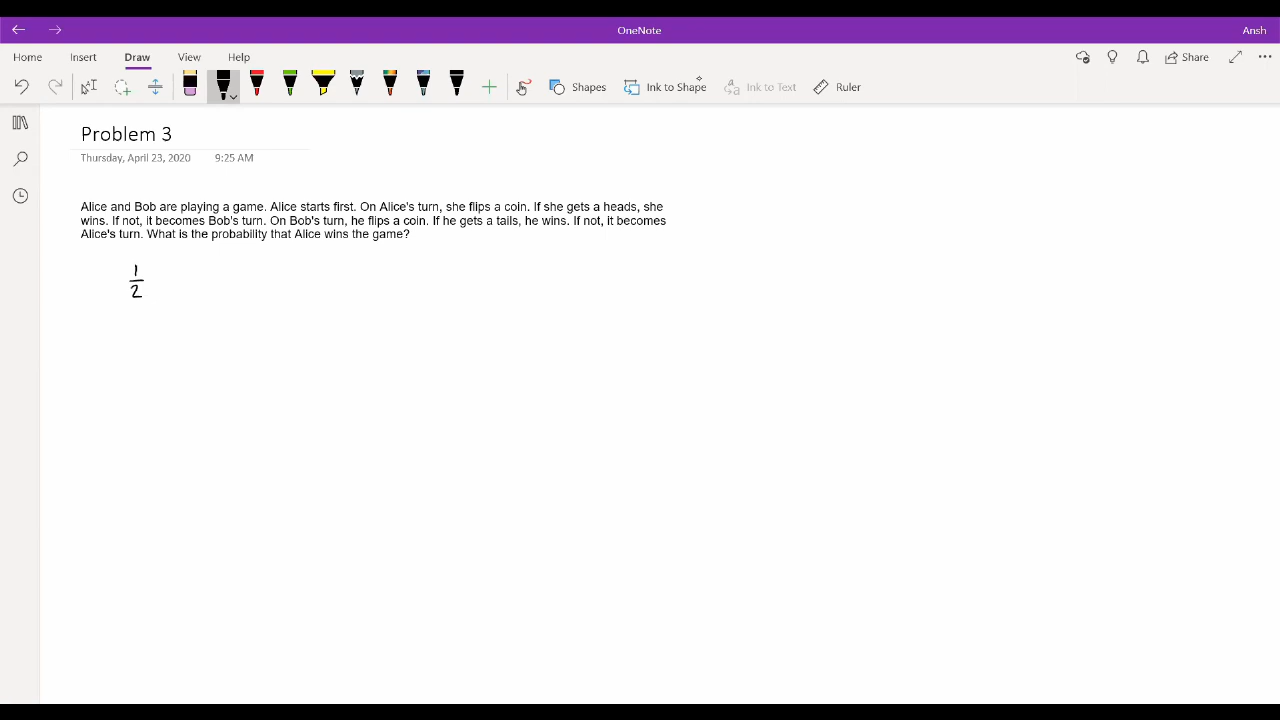 OneNote
Ansh
Home Insert Draw View Help
Share
Shapes Ink to Shape Ink to Text Ruler
Problem 3
Thursday, April 23, 2020 9:25 AM
Alice and Bob are playing a game. Alice starts first. On Alice's turn, she flips a coin. If she gets a heads, she
wins. If not, it becomes Bob's turn. On Bob's turn, he flips a coin. If he gets a tails, he wins. If not, it becomes
Alice's turn. What is the probability that Alice wins the game?
1
2